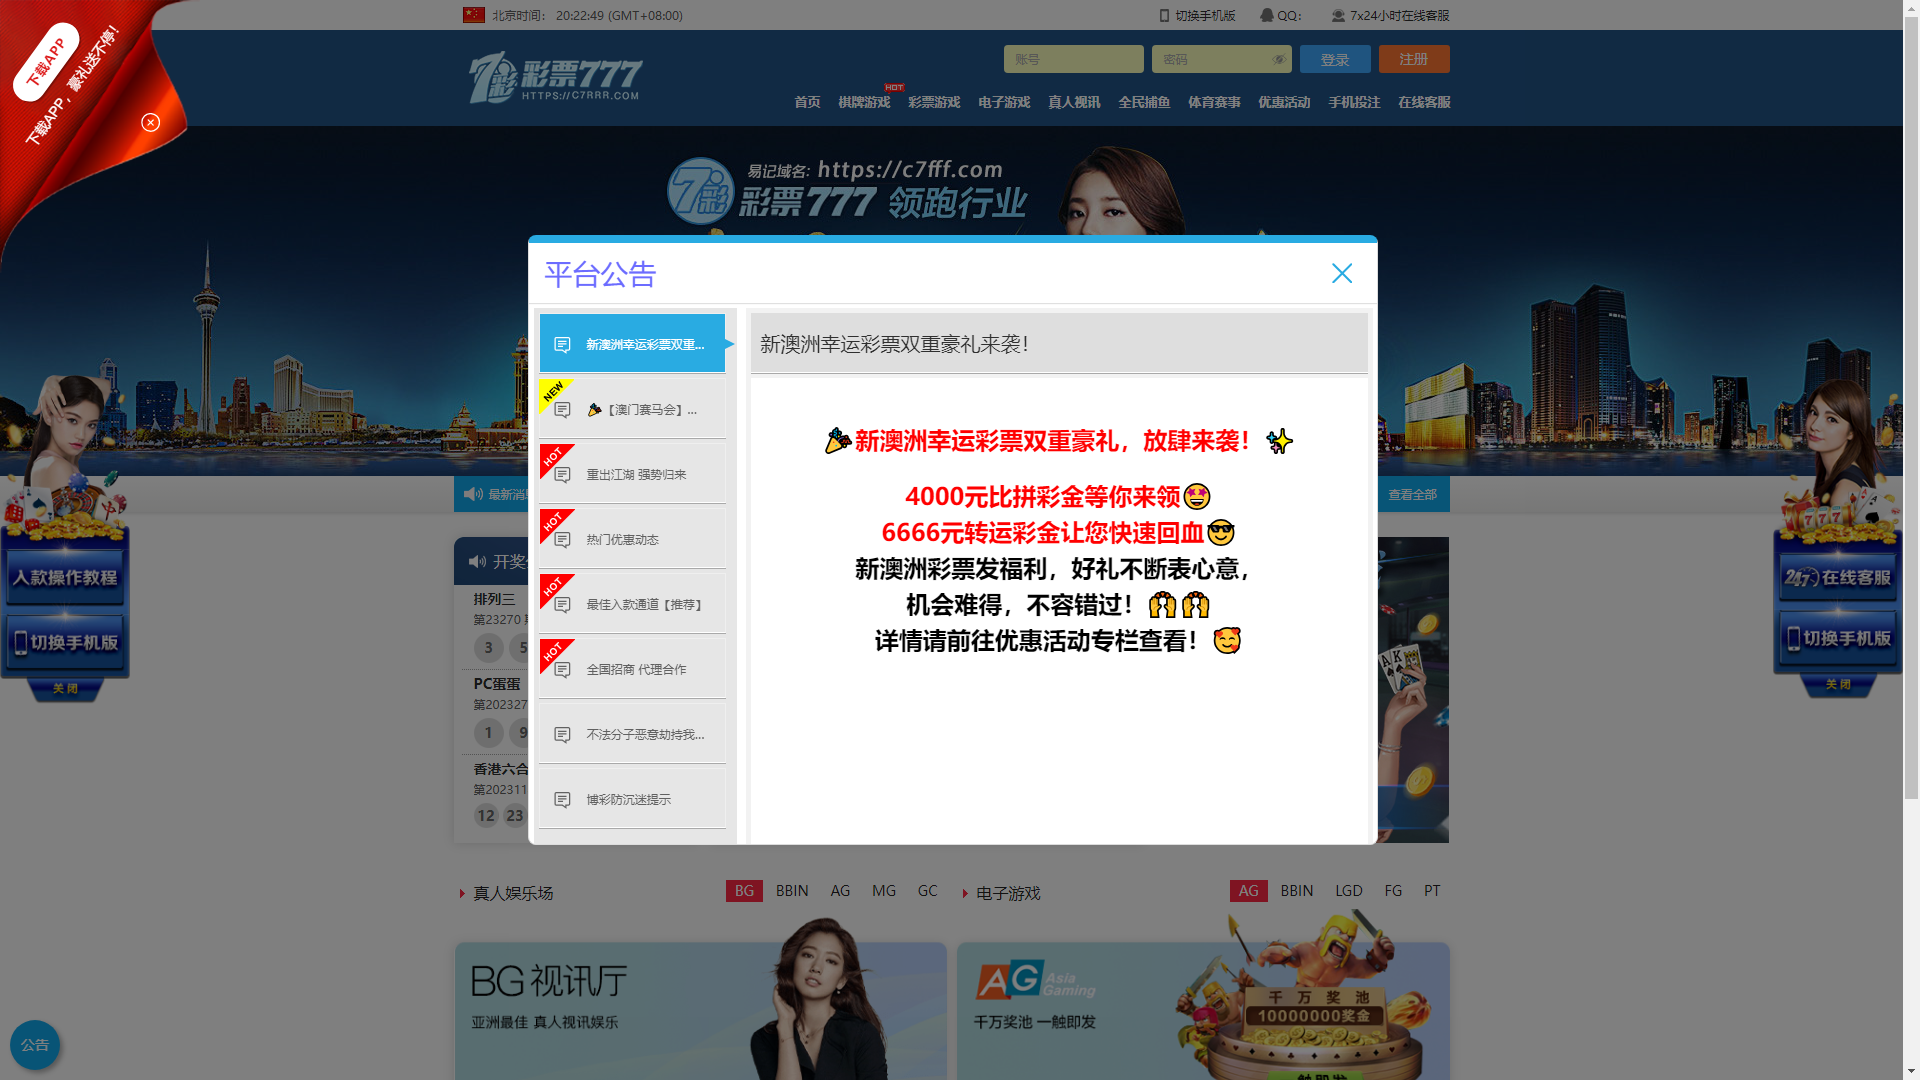 北京时间： 20:22:49 (GMT+08:00)
切换手机版
QQ：
7x24小时在线客服
下载APP
下载APP，豪礼送不停！
7彩 彩票777
HTTPS://C7RRR.COM
账号
密码
登录
注册
HOT
首页 棋牌游戏 彩票游戏 电子游戏 真人视讯 全民捕鱼 体育赛事 优惠活动 手机投注 在线客服
易记域名: https://c7fff.com
7彩 彩票777 领跑行业
平台公告
新澳洲幸运彩票双重...
NEW
【澳门赛马会】...
HOT
重出江湖 强势归来
HOT
热门优惠动态
HOT
最佳入款通道【推荐】
HOT
全国招商 代理合作
不法分子恶意劫持我...
博彩防沉迷提示
新澳洲幸运彩票双重豪礼来袭！
🎉新澳洲幸运彩票双重豪礼，放肆来袭！✨
4000元比拼彩金等你来领🤩
6666元转运彩金让您快速回血😎
新澳洲彩票发福利，好礼不断表心意，
机会难得，不容错过！🙌🙌
详情请前往优惠活动专栏查看！🥰
最新消
查看全部
入款操作教程
切换手机版
关闭
777
24/7在线客服
切换手机版
关闭
开奖
排列三
第23270
3 5
PC蛋蛋
第202327
1 9
香港六合
第202311
12 23
真人娱乐场
BG BBIN AG MG GC
电子游戏
AG BBIN LGD FG PT
BG 视讯厅
亚洲最佳 真人视讯娱乐
AG Asia Gaming
千万奖池 一触即发
千万奖池
10000000奖金
公告